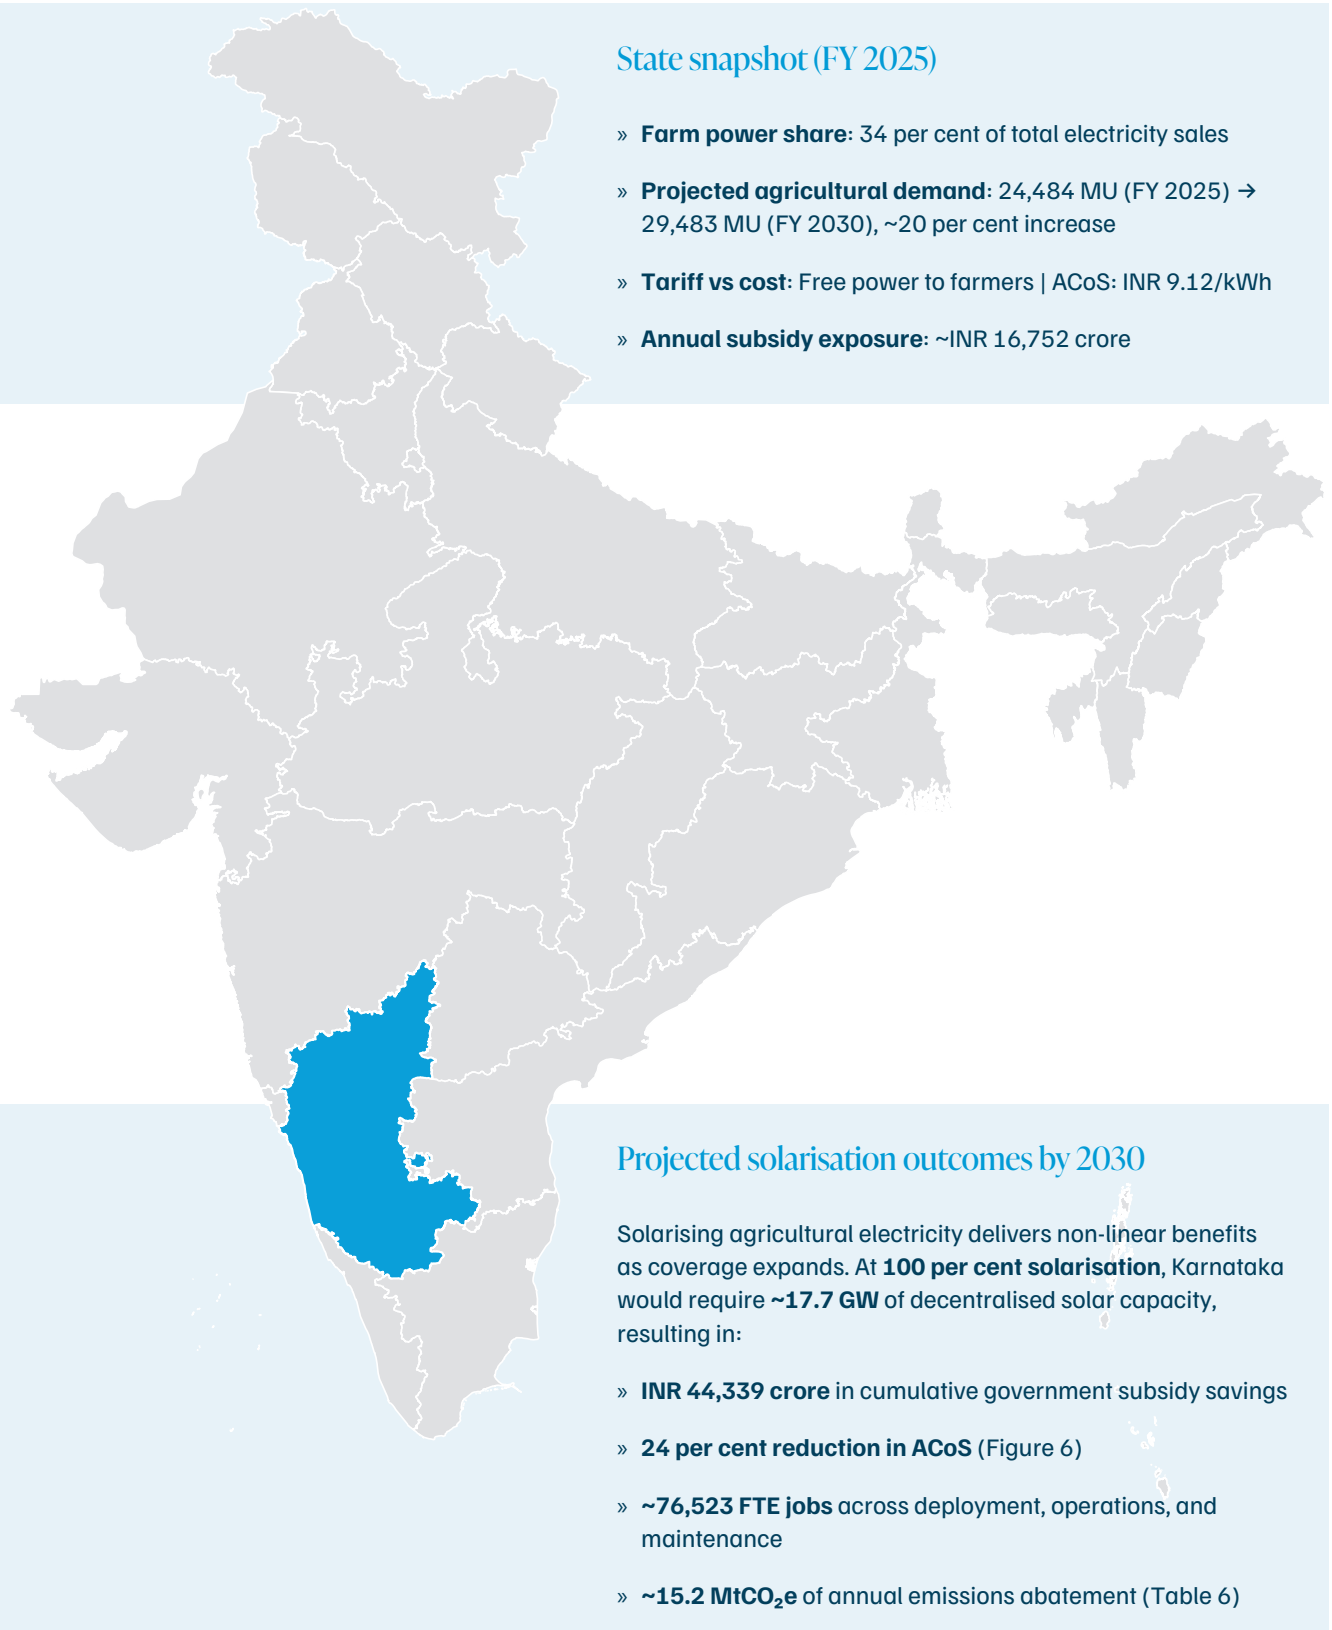 State snapshot (FY 2025)
» Farm power share: 34 per cent of total electricity sales
» Projected agricultural demand: 24,484 MU (FY 2025) →
29,483 MU (FY 2030), ~20 per cent increase
» Tariff vs cost: Free power to farmers | ACoS: INR 9.12/kWh
» Annual subsidy exposure: ~INR 16,752 crore
Projected solarisation outcomes by 2030
Solarising agricultural electricity delivers non-linear benefits
as coverage expands. At 100 per cent solarisation, Karnataka
would require ~17.7 GW of decentralised solar capacity,
resulting in:
» INR 44,339 crore in cumulative government subsidy savings
» 24 per cent reduction in ACoS (Figure 6)
» ~76,523 FTE jobs across deployment, operations, and
maintenance
» ~15.2 MtCO₂e of annual emissions abatement (Table 6)